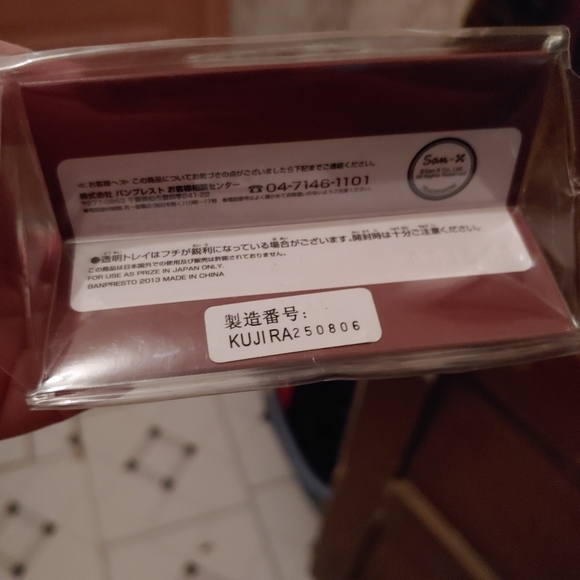 ≪お客様へ≫ この商品についてお気づきの点がございましたら下記までご連絡ください。
株式会社 バンプレスト お客様相談センター ☎04-7146-1101
San-X
All Rights Reserved.
●透明トレイはフチが鋭利になっている場合がございます。開封時は十分ご注意ください。
この商品は日本国外での使用及び販売は許諾されておりません。
FOR USE AS PRIZE IN JAPAN ONLY.
BANPRESTO 2013 MADE IN CHINA
製造番号:
KUJIRA250806